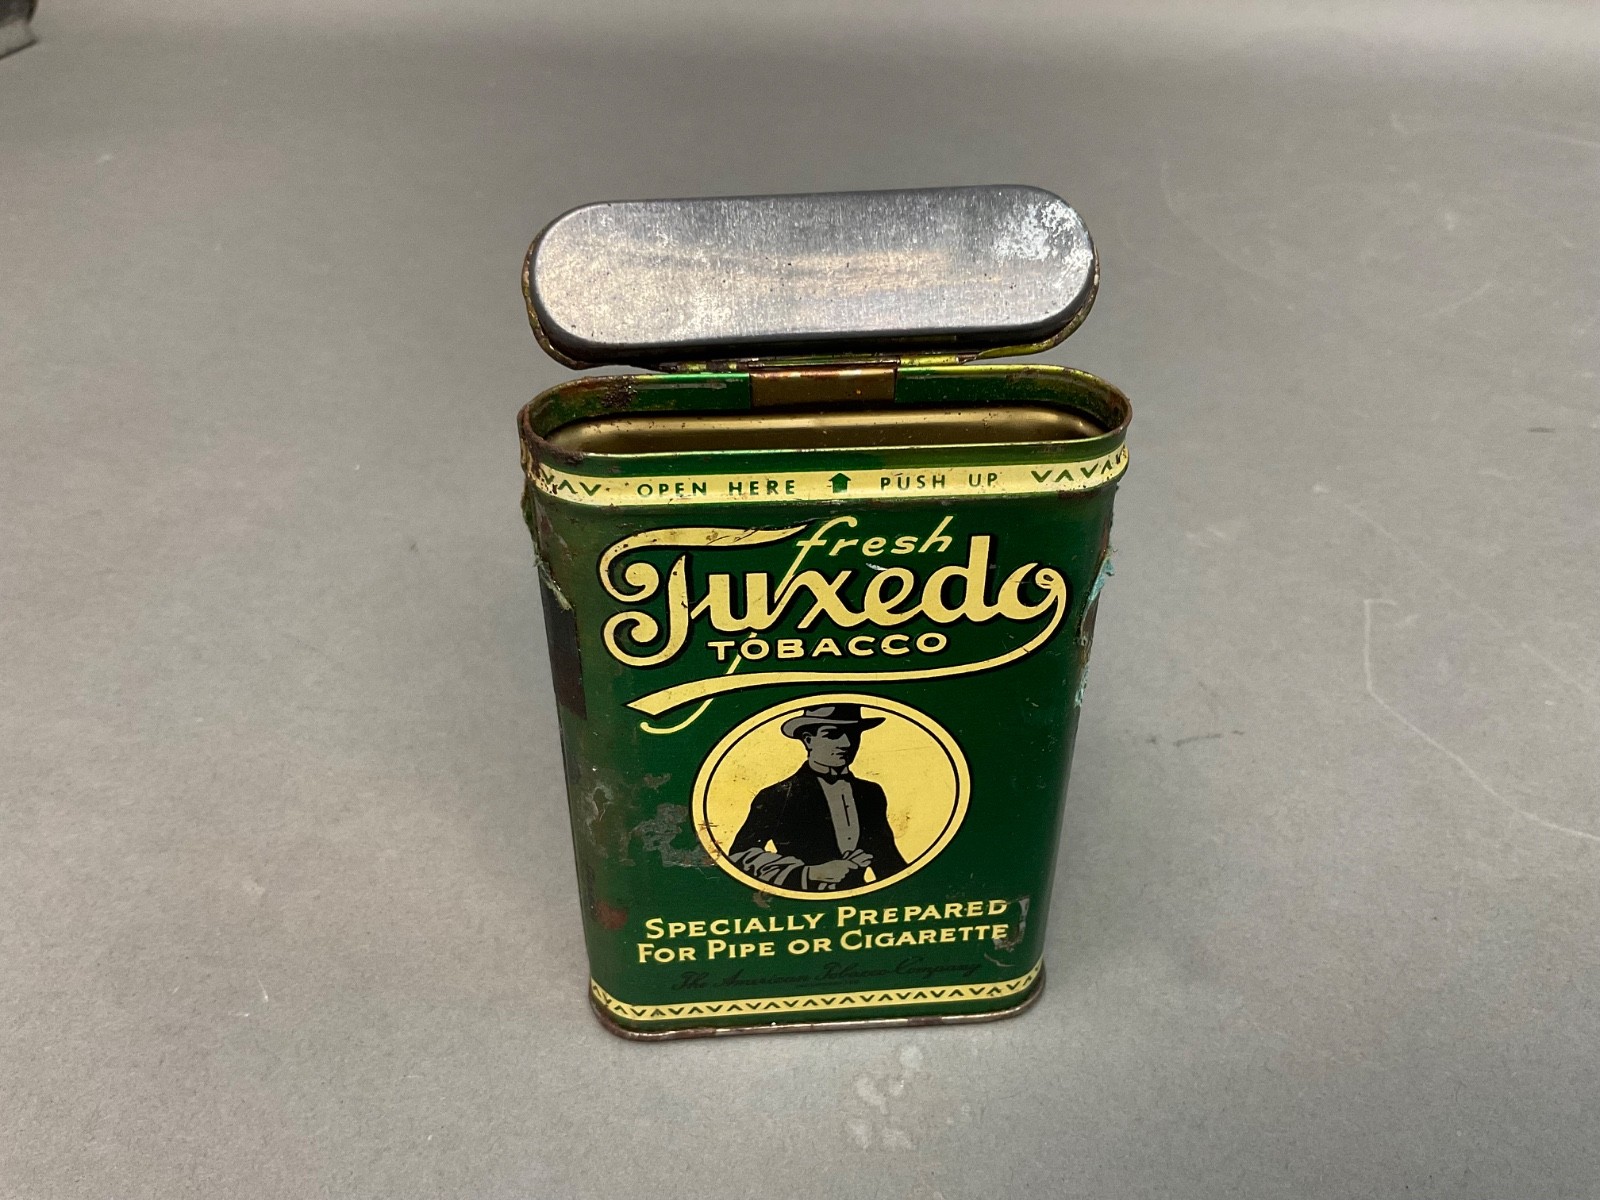 OPEN HERE PUSH UP
fresh
Tuxedo
TOBACCO
SPECIALLY PREPARED
FOR PIPE OR CIGARETTE
The American Tobacco Company